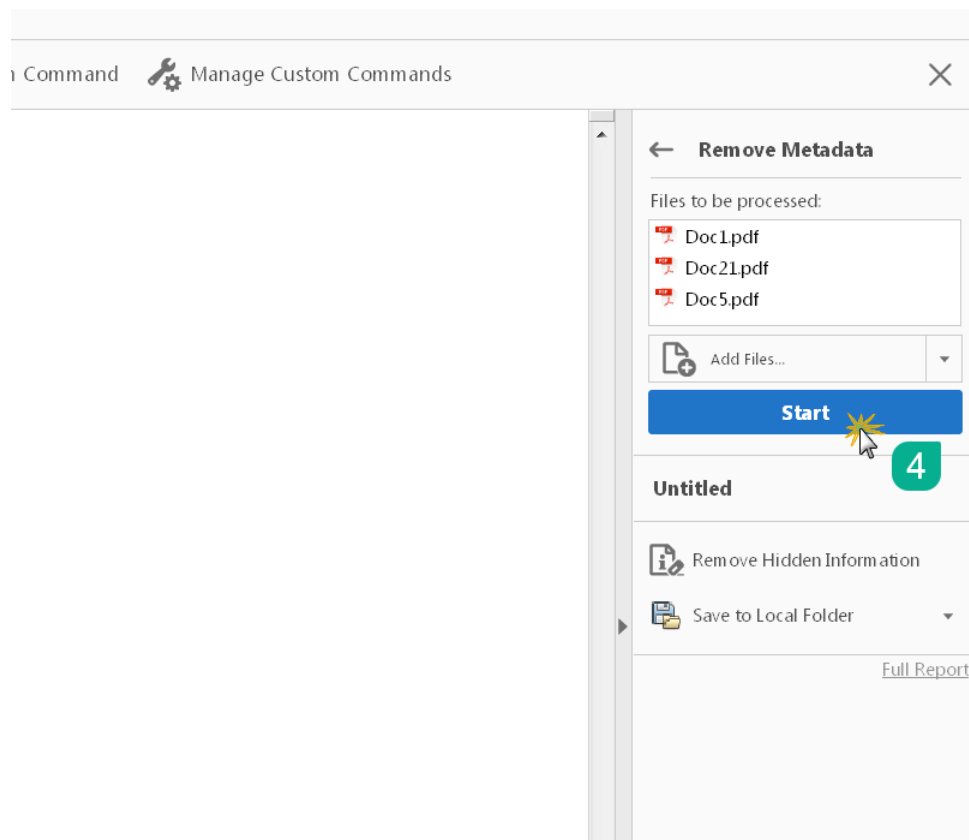 Command
Manage Custom Commands
Remove Metadata
Files to be processed:
Doc1.pdf
Doc21.pdf
Doc5.pdf
Add Files...
Start
4
Untitled
Remove Hidden Information
Save to Local Folder
Full Report